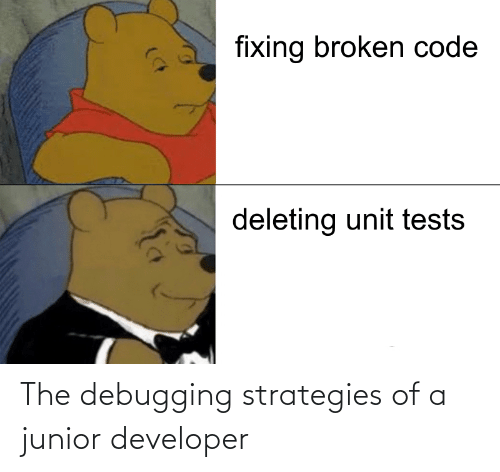 fixing broken code
deleting unit tests
The debugging strategies of a
junior developer